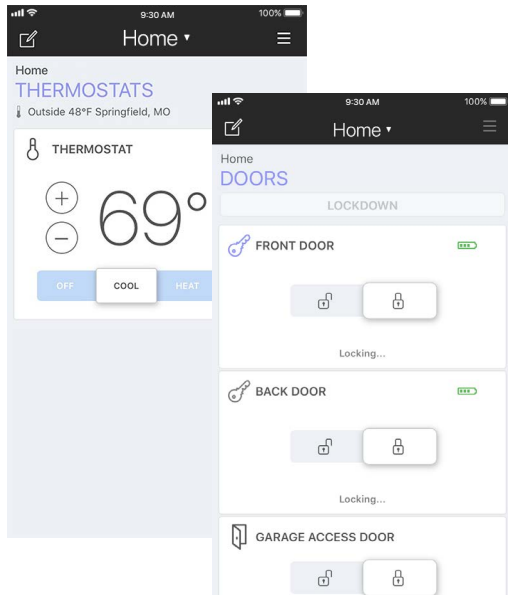 9:30 AM
100%
Home ▾
Home
THERMOSTATS
Outside 48°F Springfield, MO
THERMOSTAT
69°
OFF
COOL
HEAT
9:30 AM
100%
Home ▾
Home
DOORS
LOCKDOWN
FRONT DOOR
Locking...
BACK DOOR
Locking...
GARAGE ACCESS DOOR